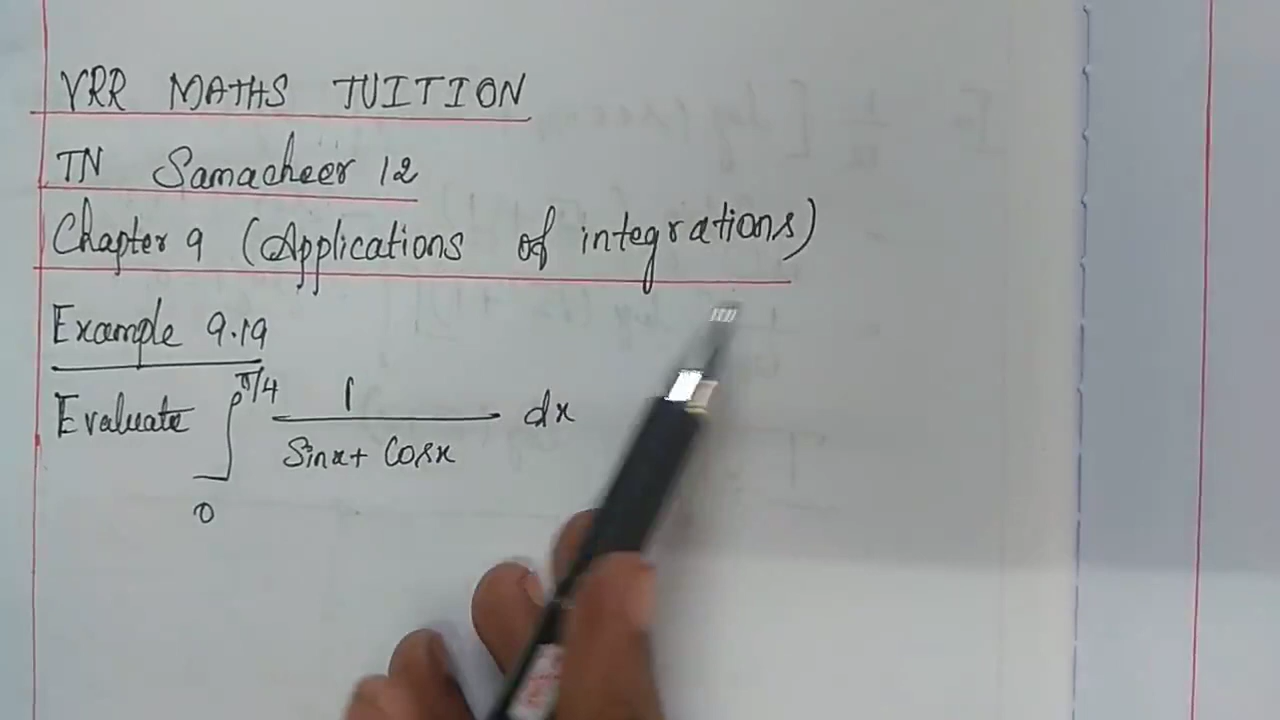 VRR MATHS TUITION
TN Samacheer 12
Chapter 9 (Applications of integrations)
Example 9.19
Evaluate ∫₀^{π/4} 1/(Sinx + Cosx) dx